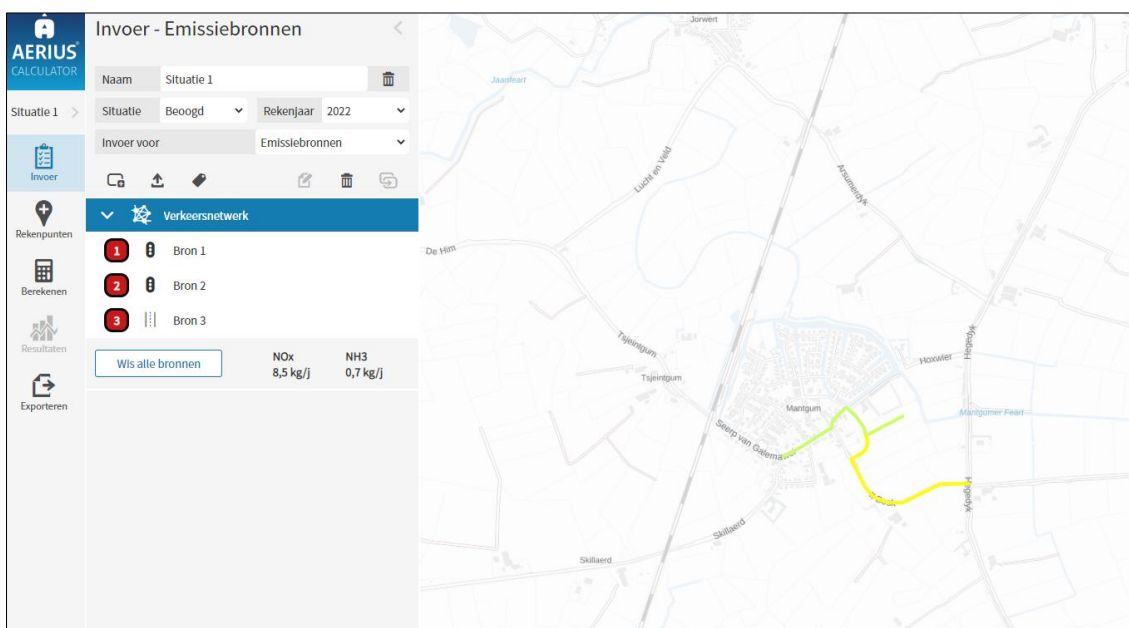 AERIUS
CALCULATOR
Situatie 1
Invoer
Rekenpunten
Berekenen
Resultaten
Exporteren
Invoer - Emissiebronnen
Naam Situatie 1
Situatie Beoogd Rekenjaar 2022
Invoer voor Emissiebronnen
Verkeersnetwerk
1 Bron 1
2 Bron 2
3 Bron 3
Wis alle bronnen
NOx NH3
8,5 kg/j 0,7 kg/j
Jorwert
Jaanfeart
Lucht en Veld
Arsumerdyk
De Him
Tsjeintgum
Tsjeintgum
Hoxwier
Hegedyk
Mantgum
Mantgumer Feart
Seerp van Galema
Hegedyk
Skillaerd
Skillaerd